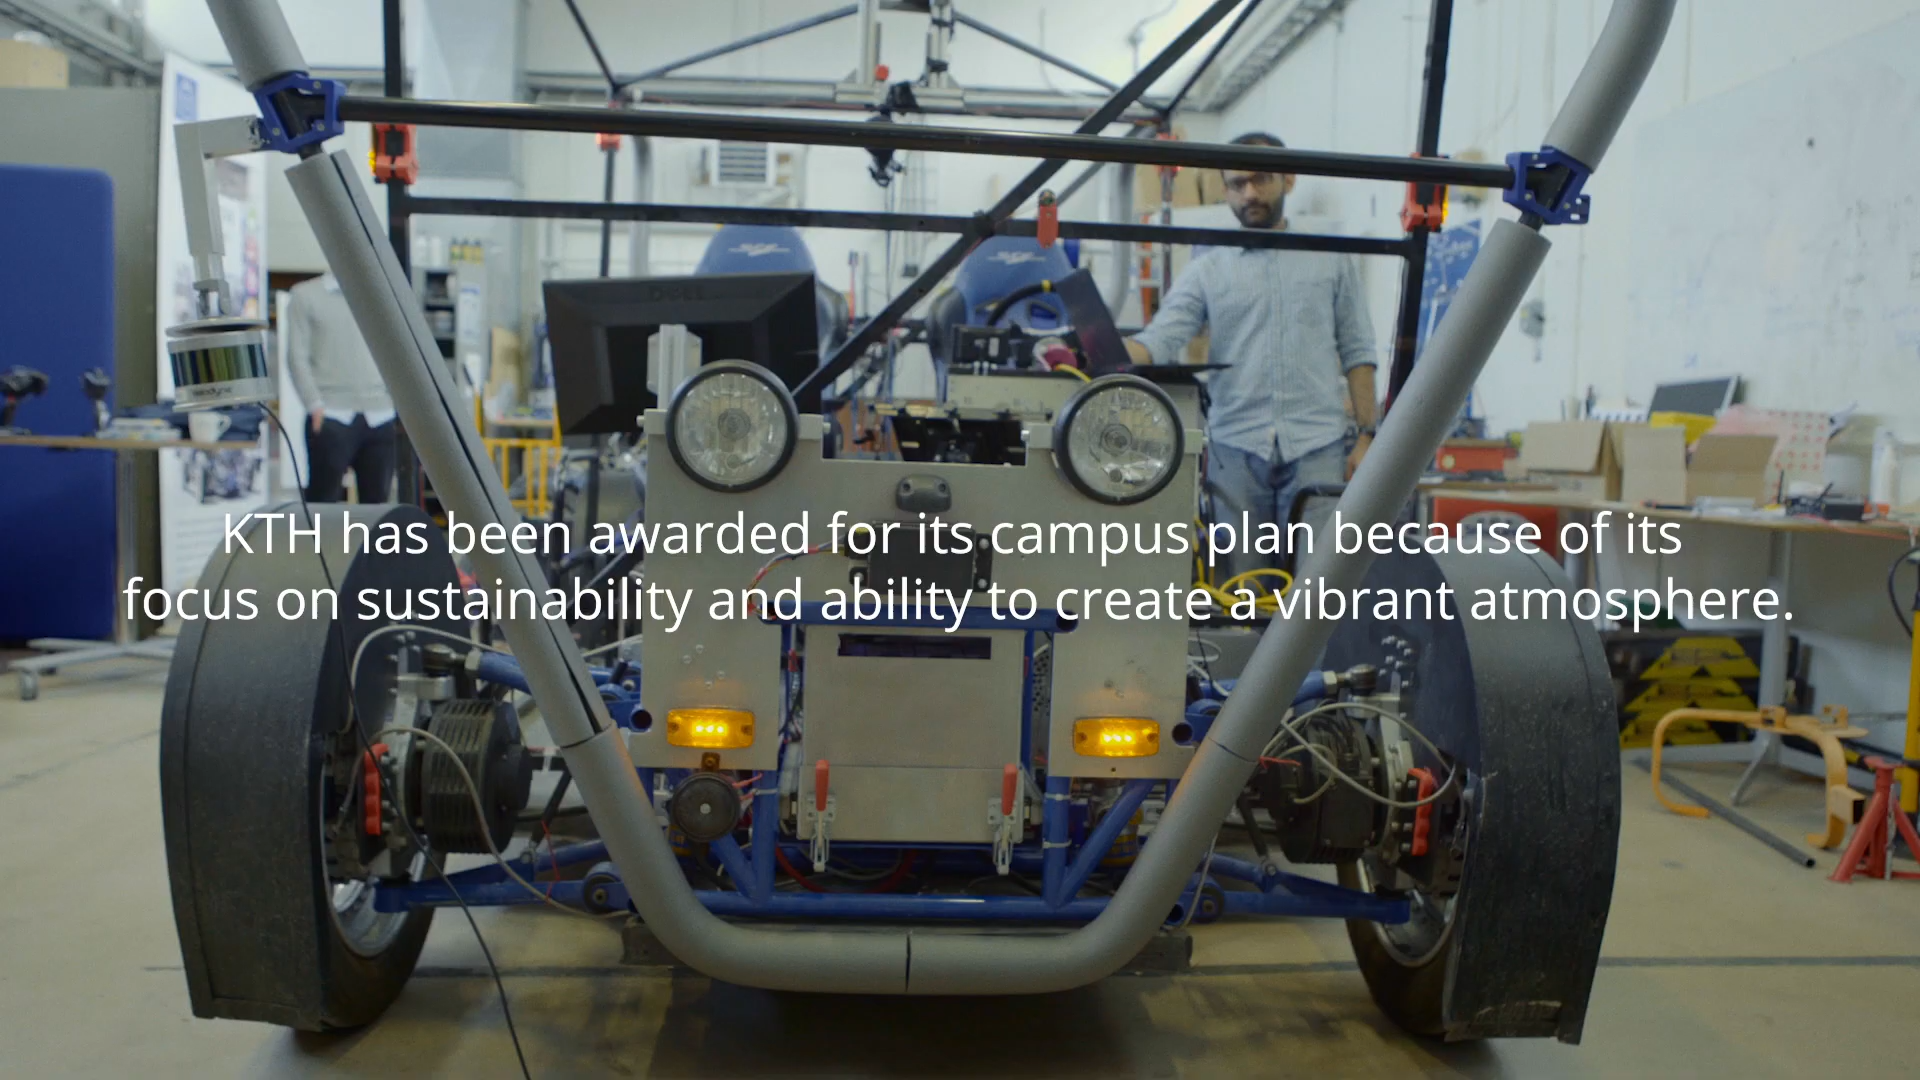 DELL
KTH has been awarded for its campus plan because of its
focus on sustainability and ability to create a vibrant atmosphere.